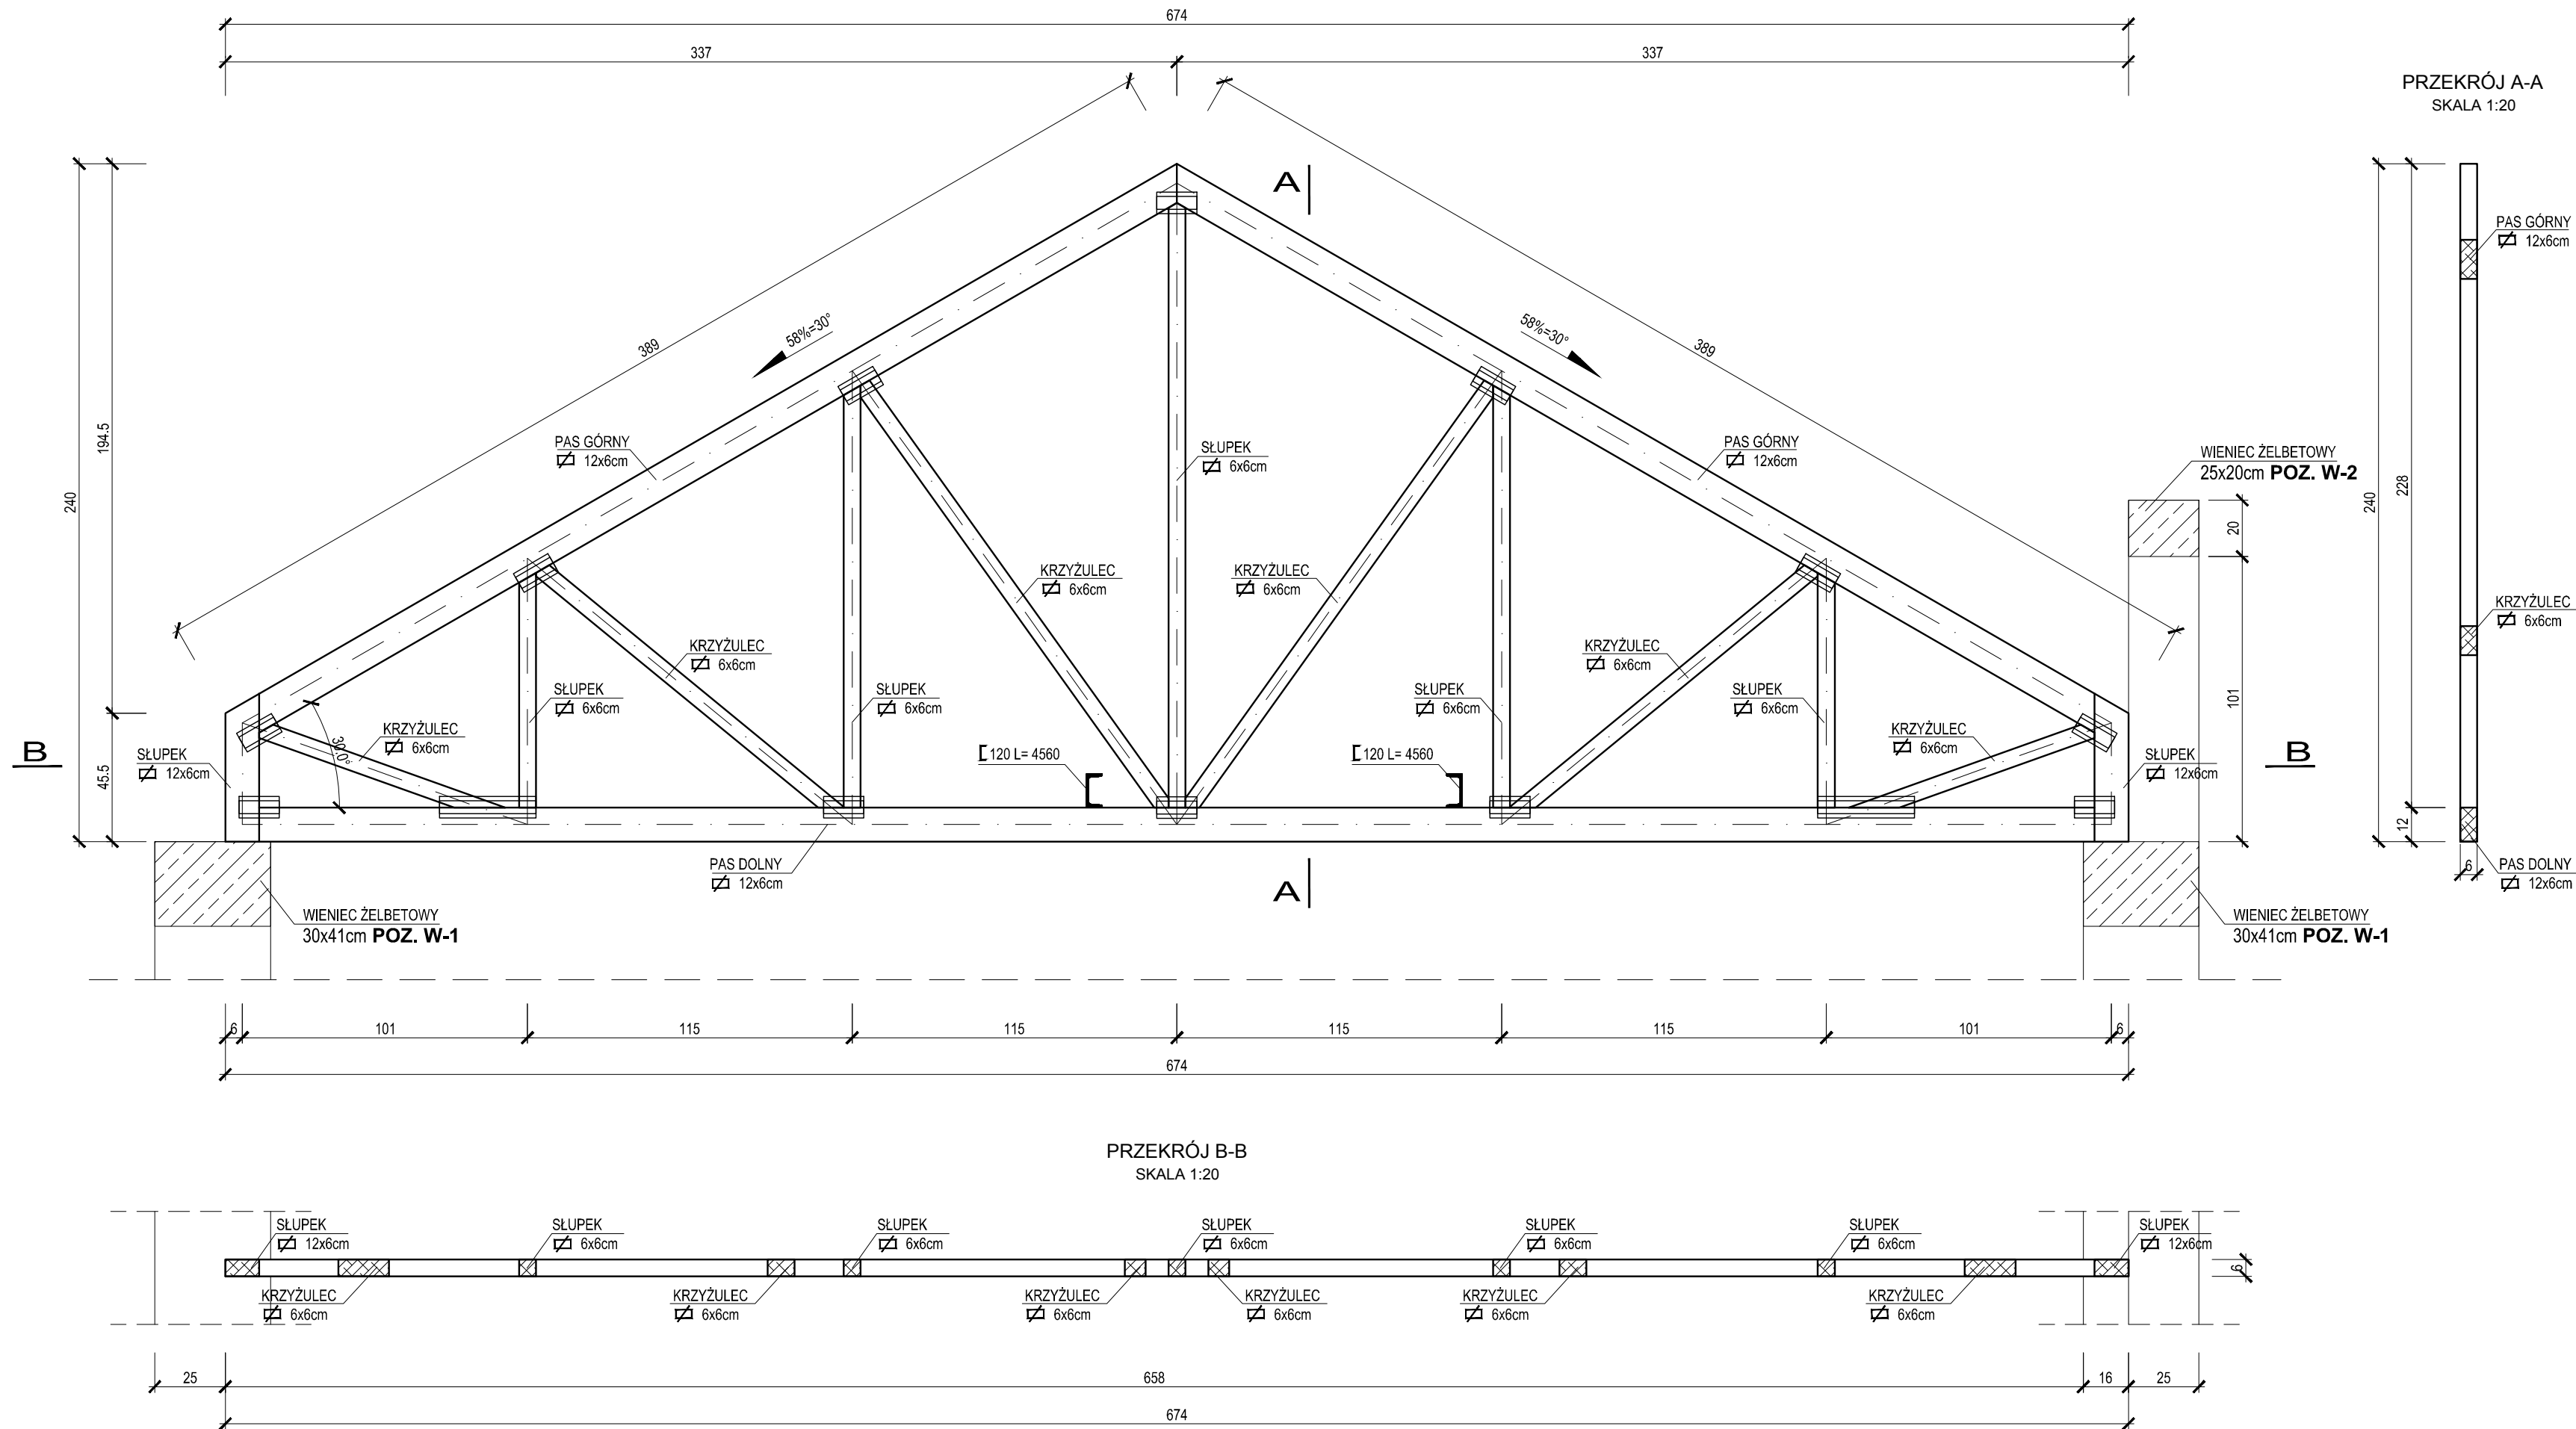 674
337
337
PRZEKRÓJ A-A
SKALA 1:20
A
389
58%=30°
58%=30°
389
240
194.5
45.5
PAS GÓRNY
12x6cm
SŁUPEK
6x6cm
PAS GÓRNY
12x6cm
WIENIEC ŻELBETOWY
25x20cm POZ. W-2
20
101
240
228
12
6
PAS GÓRNY
12x6cm
KRZYŻULEC
6x6cm
PAS DOLNY
12x6cm
KRZYŻULEC
6x6cm
KRZYŻULEC
6x6cm
KRZYŻULEC
6x6cm
KRZYŻULEC
6x6cm
SŁUPEK
6x6cm
SŁUPEK
6x6cm
SŁUPEK
6x6cm
SŁUPEK
6x6cm
KRZYŻULEC
6x6cm
30.0°
KRZYŻULEC
6x6cm
B
SŁUPEK
12x6cm
120 L= 4560
120 L= 4560
SŁUPEK
12x6cm
B
PAS DOLNY
12x6cm
A
WIENIEC ŻELBETOWY
30x41cm POZ. W-1
WIENIEC ŻELBETOWY
30x41cm POZ. W-1
6
101
115
115
115
115
101
6
674
PRZEKRÓJ B-B
SKALA 1:20
SŁUPEK
12x6cm
SŁUPEK
6x6cm
SŁUPEK
6x6cm
SŁUPEK
6x6cm
SŁUPEK
6x6cm
SŁUPEK
6x6cm
SŁUPEK
12x6cm
6
KRZYŻULEC
6x6cm
KRZYŻULEC
6x6cm
KRZYŻULEC
6x6cm
KRZYŻULEC
6x6cm
KRZYŻULEC
6x6cm
KRZYŻULEC
6x6cm
25
658
16
25
674